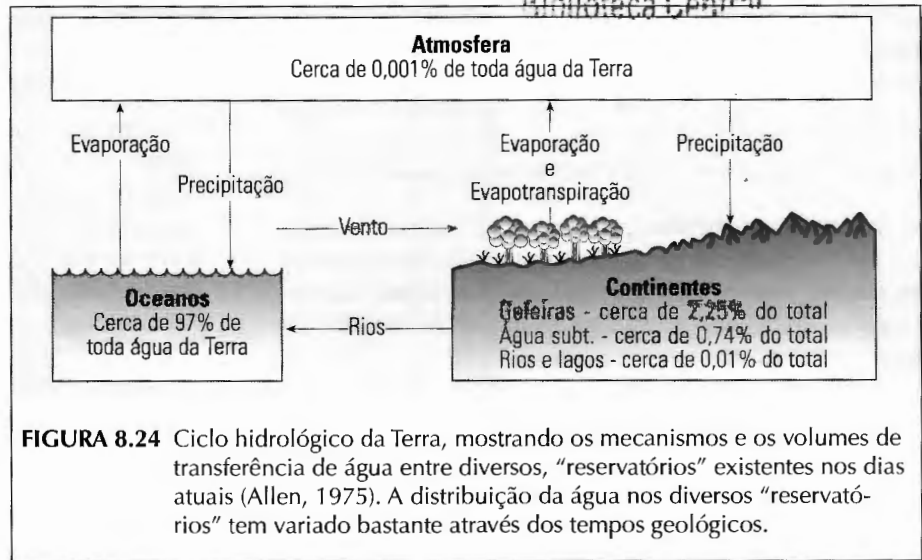 Biblioteca Central
Atmosfera
Cerca de 0,001% de toda água da Terra
Evaporação
Precipitação
Evaporação
e
Evapotranspiração
Precipitação
Vento
Oceanos
Cerca de 97% de
toda água da Terra
Rios
Continentes
Geleiras - cerca de 2,25% do total
Água subt. - cerca de 0,74% do total
Rios e lagos - cerca de 0,01% do total
FIGURA 8.24 Ciclo hidrológico da Terra, mostrando os mecanismos e os volumes de
transferência de água entre diversos, “reservatórios” existentes nos dias
atuais (Allen, 1975). A distribuição da água nos diversos “reservató-
rios” tem variado bastante através dos tempos geológicos.